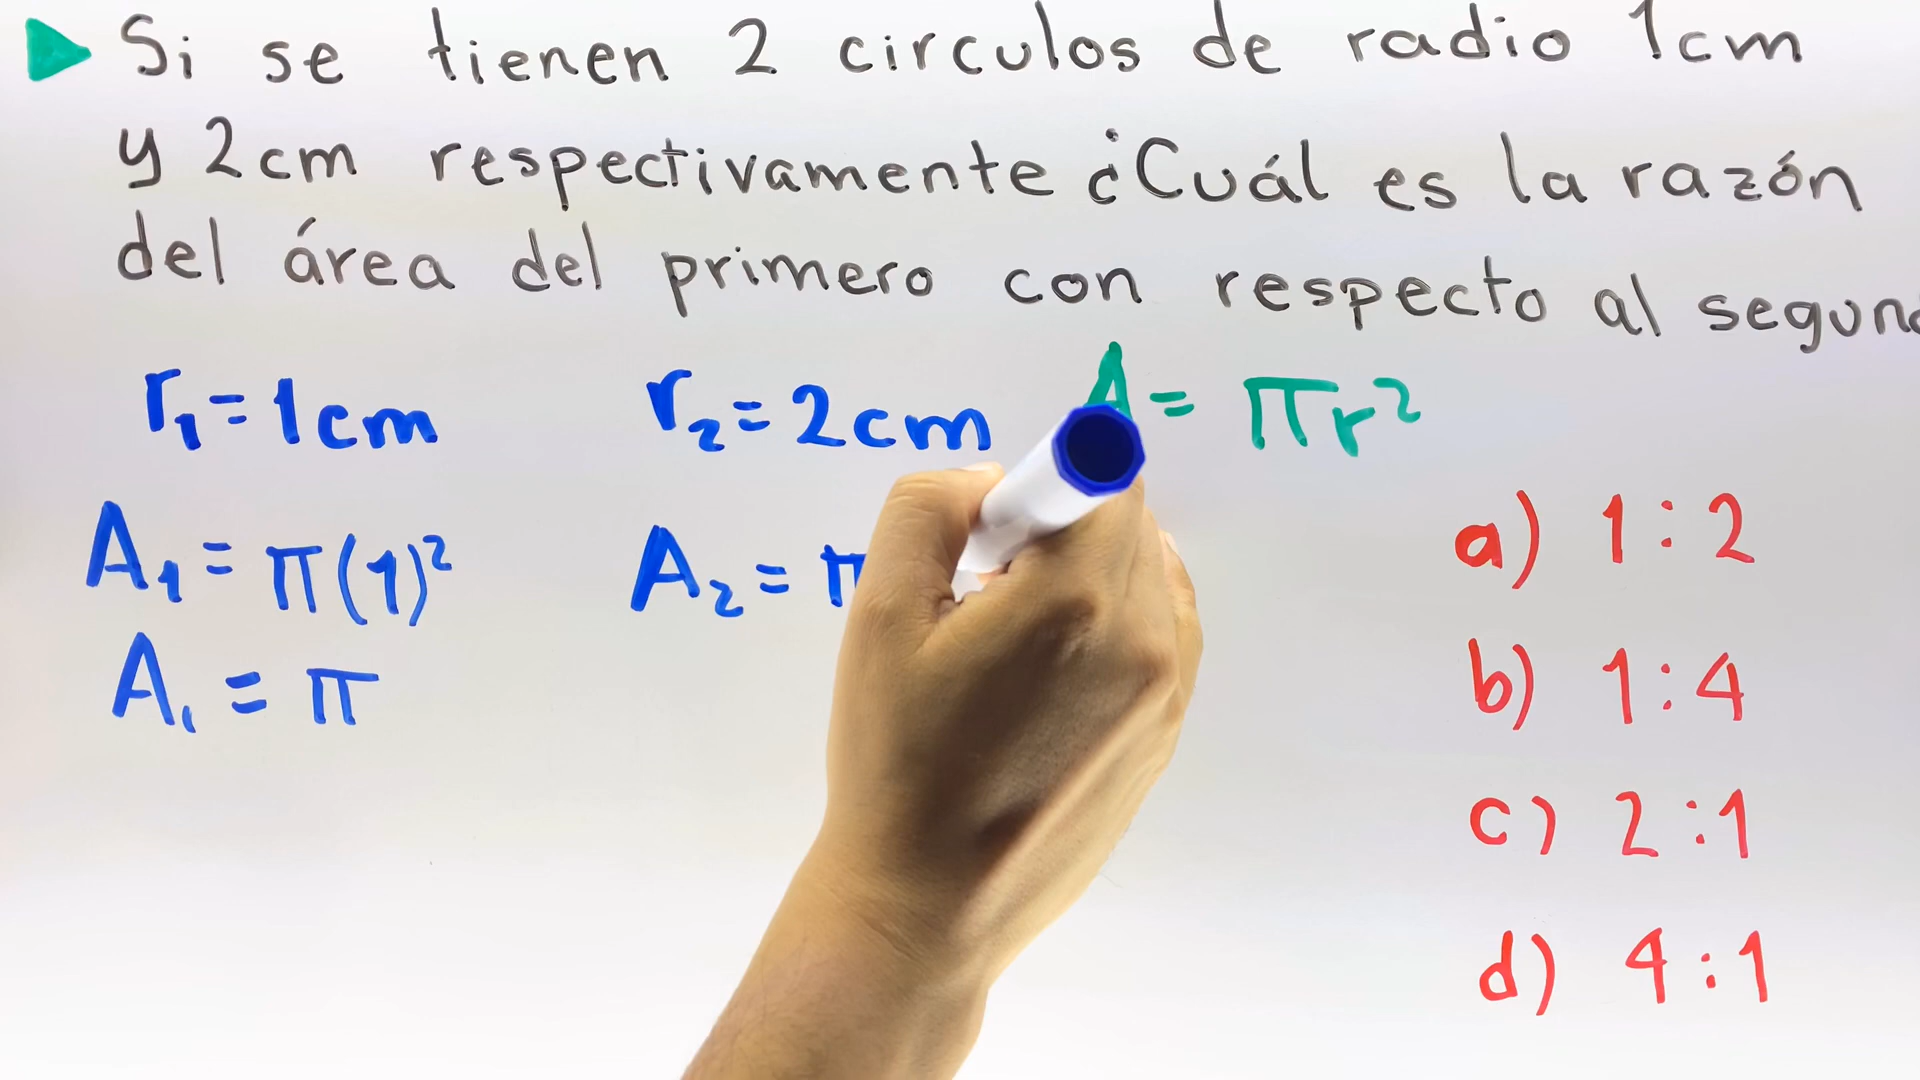 Si se tienen 2 circulos de radio 1cm
y 2cm respectivamente ¿Cuál es la razón
del área del primero con respecto al
r₁ = 1cm
r₂ = 2cm
A = πr²
A₁ = π(1)²
A₂ = π
A₁ = π
a) 1 : 2
b) 1 : 4
c) 2 : 1
d) 4 : 1